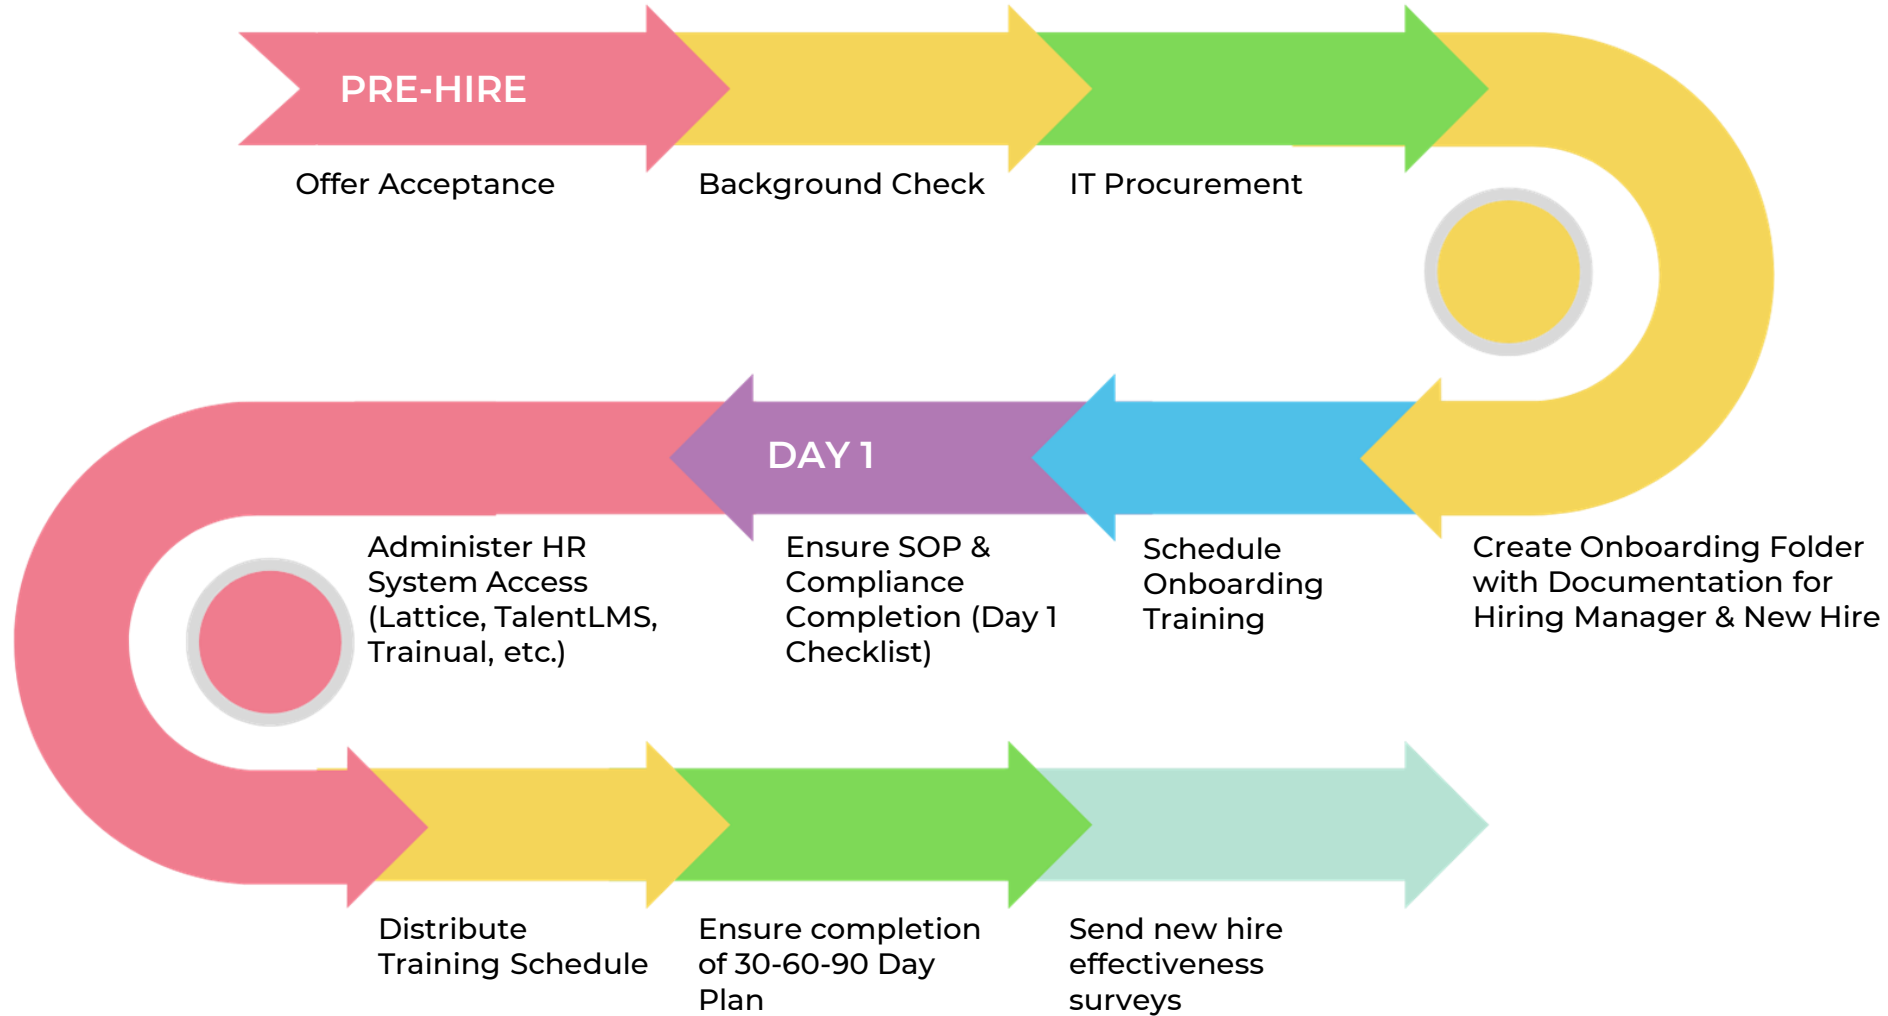 PRE-HIRE
Offer Acceptance
Background Check
IT Procurement
Create Onboarding Folder
with Documentation for
Hiring Manager & New Hire
Schedule
Onboarding
Training
DAY 1
Ensure SOP &
Compliance
Completion (Day 1
Checklist)
Administer HR
System Access
(Lattice, TalentLMS,
Trainual, etc.)
Distribute
Training Schedule
Ensure completion
of 30-60-90 Day
Plan
Send new hire
effectiveness
surveys